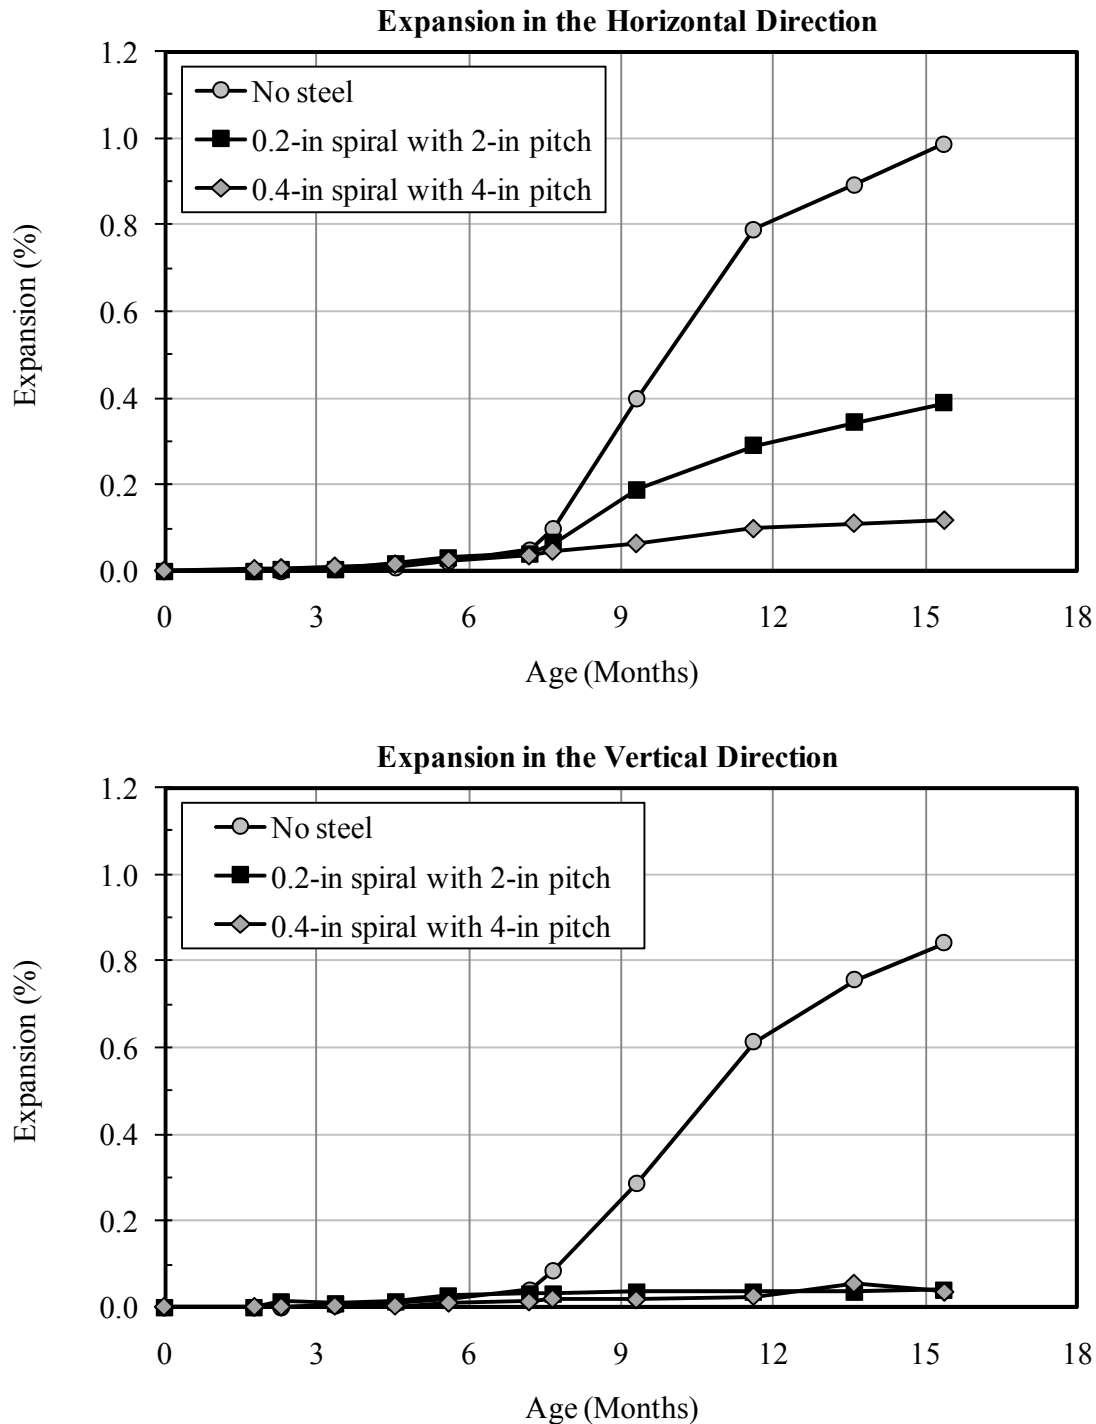 Expansion in the Horizontal Direction
1.2
No steel
1.0
0.2-in spiral with 2-in pitch
0.4-in spiral with 4-in pitch
0.8
Expansion (%)
0.6
0.4
0.2
0.0
0 3 6 9 12 15 18
Age (Months)
Expansion in the Vertical Direction
1.2
No steel
1.0
0.2-in spiral with 2-in pitch
0.4-in spiral with 4-in pitch
0.8
Expansion (%)
0.6
0.4
0.2
0.0
0 3 6 9 12 15 18
Age (Months)